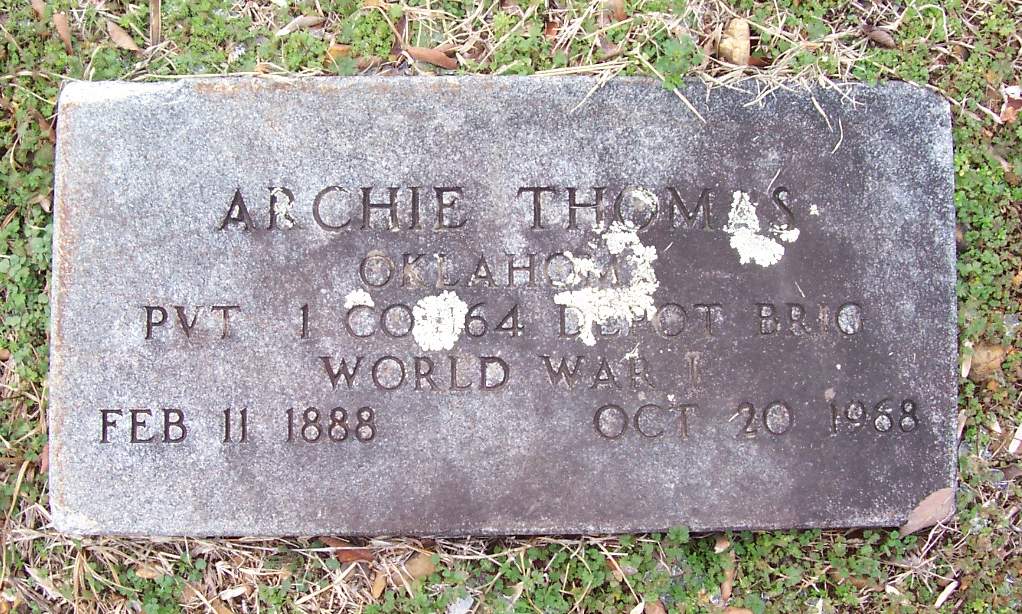 ARCHIE THOMAS
OKLAHOMA
PVT 1 CO 164 DEPOT BRIG
WORLD WAR I
FEB 11 1888 OCT 20 1968